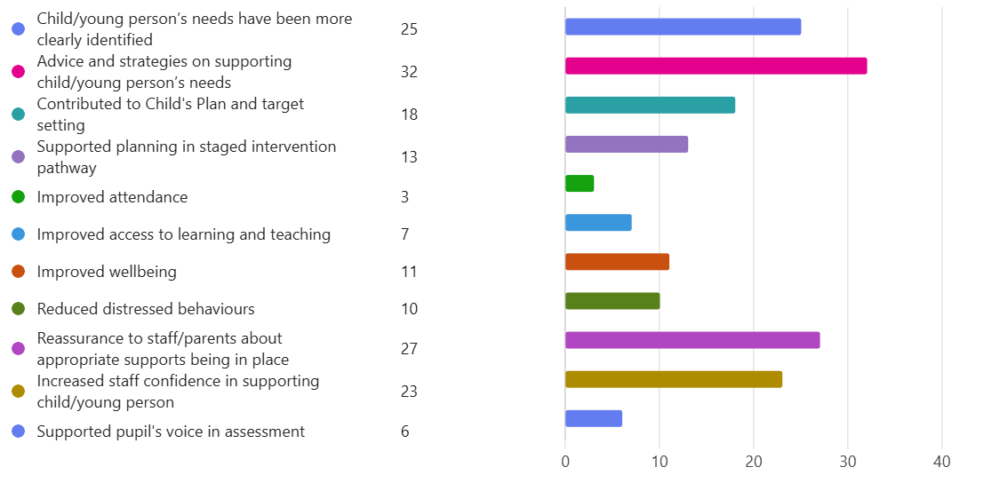 Child/young person’s needs have been more
clearly identified
25
Advice and strategies on supporting
child/young person’s needs
32
Contributed to Child's Plan and target
setting
18
Supported planning in staged intervention
pathway
13
Improved attendance
3
Improved access to learning and teaching
7
Improved wellbeing
11
Reduced distressed behaviours
10
Reassurance to staff/parents about
appropriate supports being in place
27
Increased staff confidence in supporting
child/young person
23
Supported pupil's voice in assessment
6
0 10 20 30 40